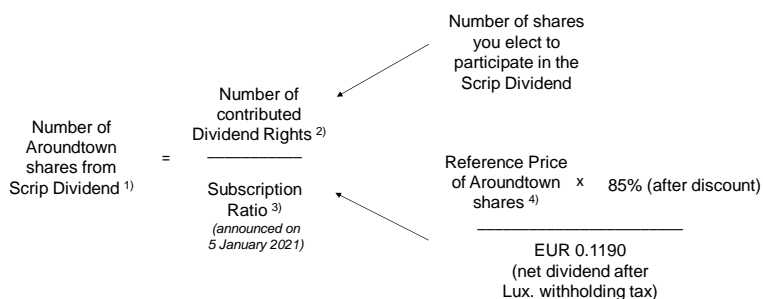 Number of shares
you elect to
participate in the
Scrip Dividend
Number of
contributed
Dividend Rights 2)
Number of
Aroundtown
shares from
Scrip Dividend 1)
=
Subscription
Ratio 3)
(announced on
5 January 2021)
Reference Price
of Aroundtown
shares 4)
x 85% (after discount)
EUR 0.1190
(net dividend after
Lux. withholding tax)